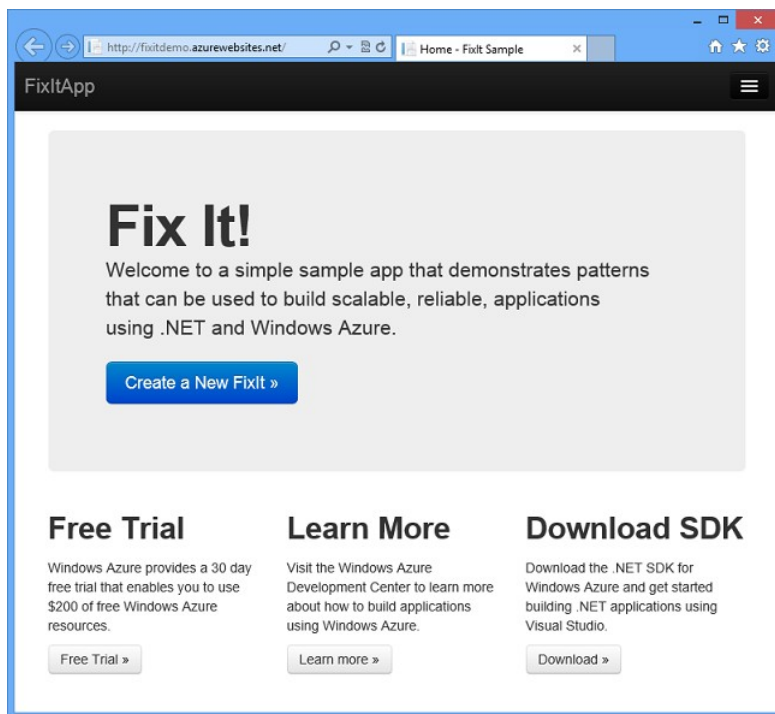 http://fixitdemo.azurewebsites.net/
Home - FixIt Sample
FixItApp
Fix It!
Welcome to a simple sample app that demonstrates patterns
that can be used to build scalable, reliable, applications
using .NET and Windows Azure.
Create a New FixIt »
Free Trial
Windows Azure provides a 30 day
free trial that enables you to use
$200 of free Windows Azure
resources.
Free Trial »
Learn More
Visit the Windows Azure
Development Center to learn more
about how to build applications
using Windows Azure.
Learn more »
Download SDK
Download the .NET SDK for
Windows Azure and get started
building .NET applications using
Visual Studio.
Download »